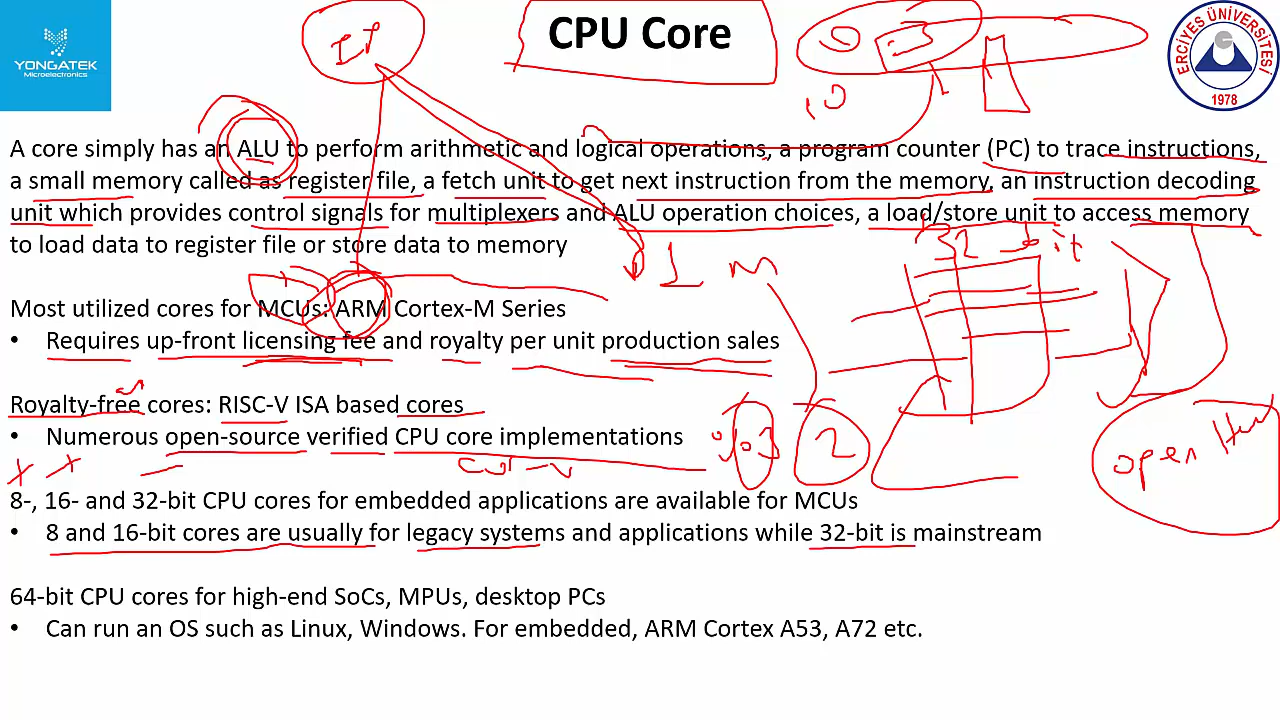 YONGATEK
Microelectronics
IP
CPU Core
ERCİYES ÜNİVERSİTESİ
1978
A core simply has an ALU to perform arithmetic and logical operations, a program counter (PC) to trace instructions,
a small memory called as register file, a fetch unit to get next instruction from the memory, an instruction decoding
unit which provides control signals for multiplexers and ALU operation choices, a load/store unit to access memory
to load data to register file or store data to memory
32 bit
1 M
Most utilized cores for MCUs: ARM Cortex-M Series
• Requires up-front licensing fee and royalty per unit production sales
Royalty-free cores: RISC-V ISA based cores
• Numerous open-source verified CPU core implementations
2
open
8-, 16- and 32-bit CPU cores for embedded applications are available for MCUs
• 8 and 16-bit cores are usually for legacy systems and applications while 32-bit is mainstream
64-bit CPU cores for high-end SoCs, MPUs, desktop PCs
• Can run an OS such as Linux, Windows. For embedded, ARM Cortex A53, A72 etc.